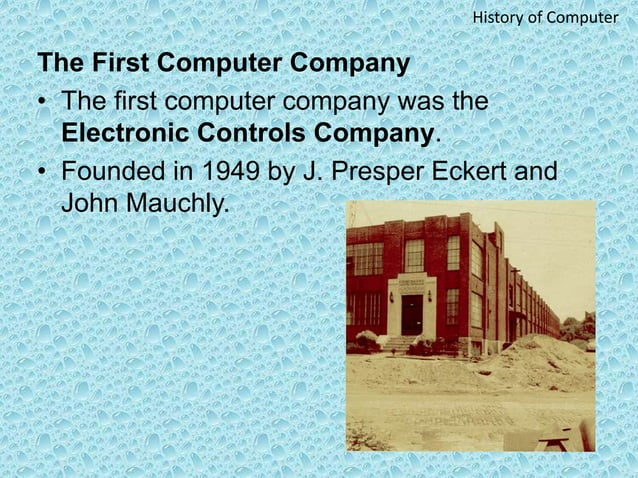 History of Computer
The First Computer Company
• The first computer company was the
Electronic Controls Company.
• Founded in 1949 by J. Presper Eckert and
John Mauchly.